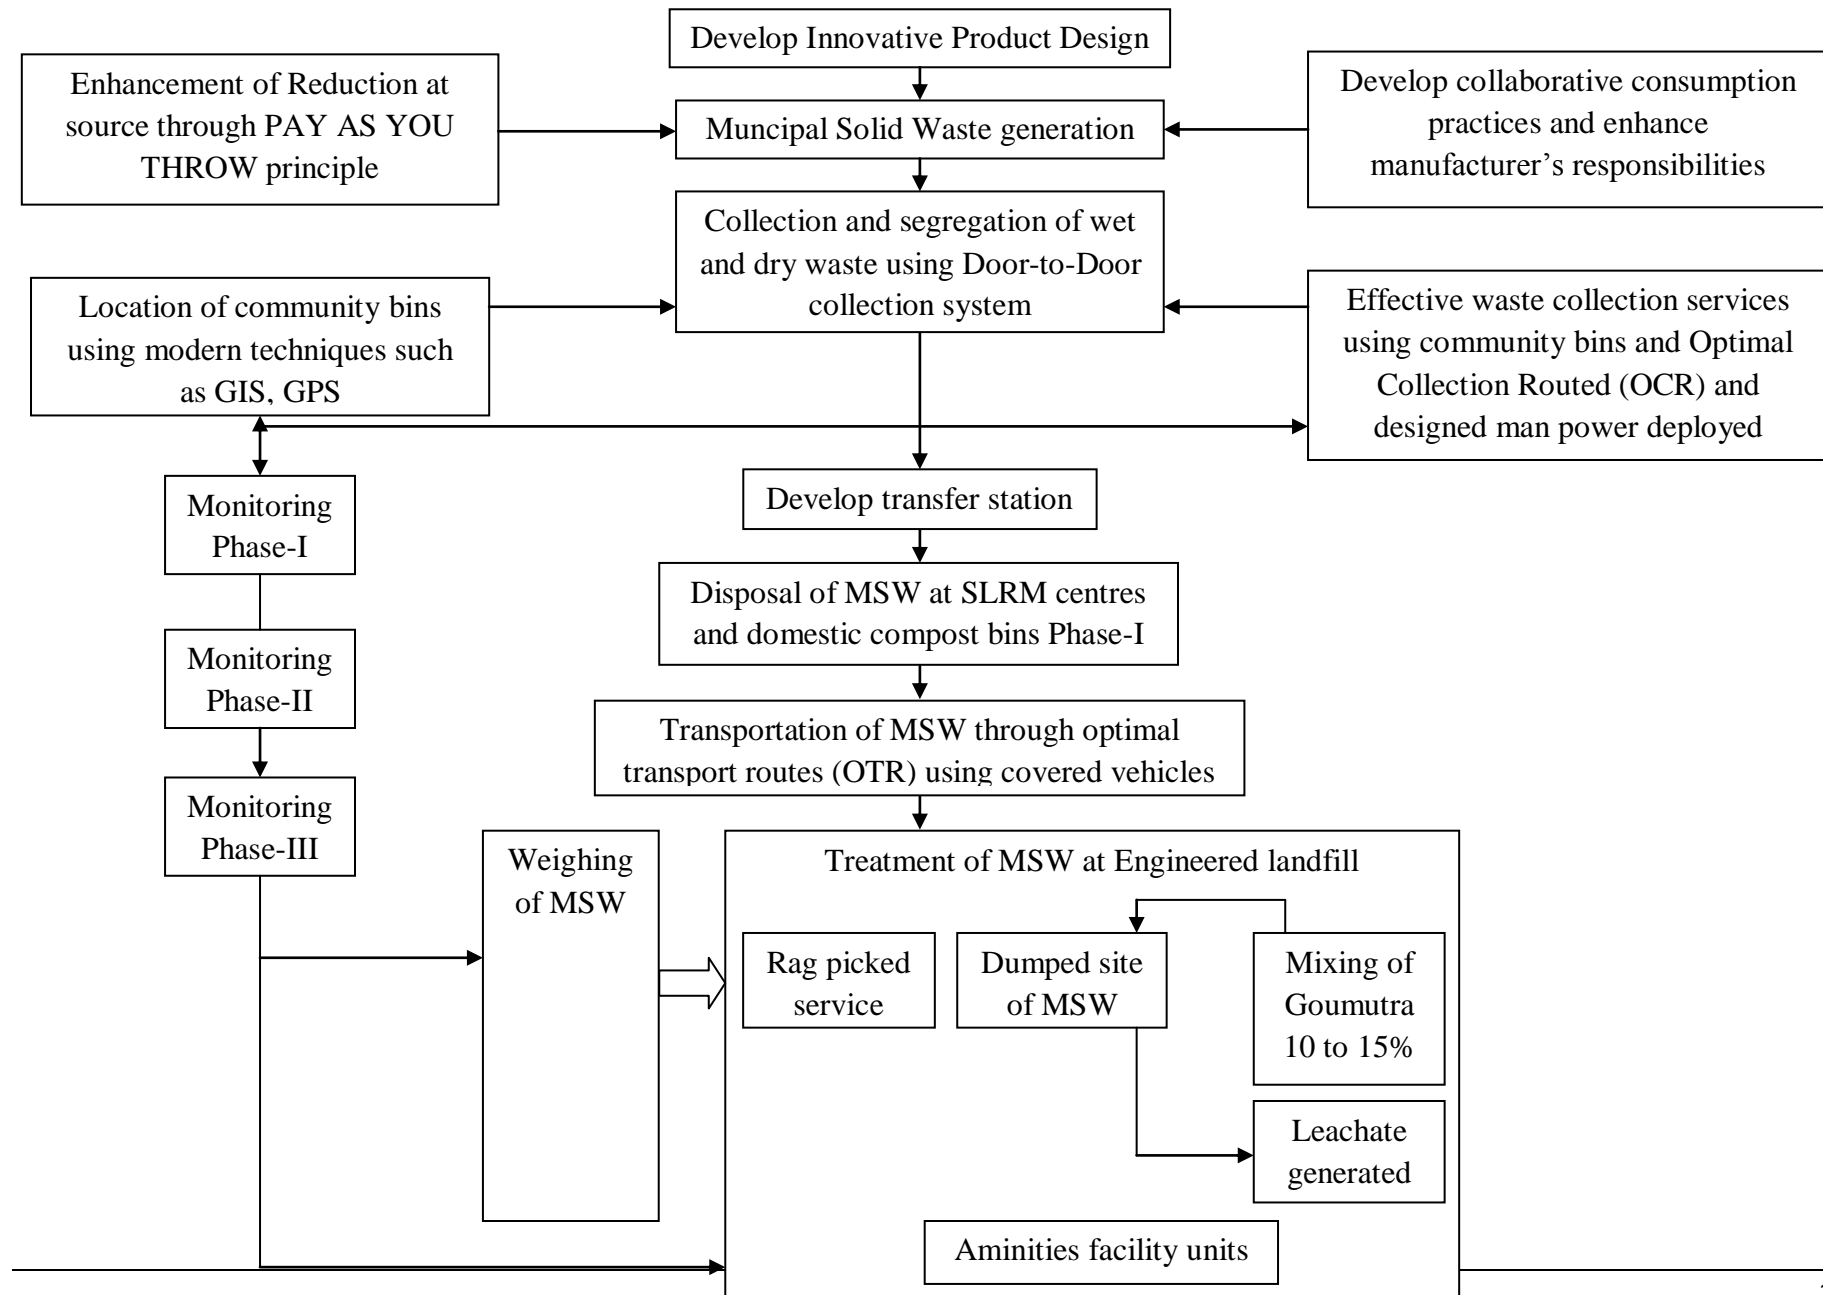 Develop Innovative Product Design
Enhancement of Reduction at
source through PAY AS YOU
THROW principle
Muncipal Solid Waste generation
Develop collaborative consumption
practices and enhance
manufacturer’s responsibilities
Collection and segregation of wet
and dry waste using Door-to-Door
collection system
Location of community bins
using modern techniques such
as GIS, GPS
Effective waste collection services
using community bins and Optimal
Collection Routed (OCR) and
designed man power deployed
Monitoring
Phase-I
Develop transfer station
Disposal of MSW at SLRM centres
and domestic compost bins Phase-I
Monitoring
Phase-II
Transportation of MSW through optimal
transport routes (OTR) using covered vehicles
Monitoring
Phase-III
Weighing
of MSW
Treatment of MSW at Engineered landfill
Rag picked
service
Dumped site
of MSW
Mixing of
Goumutra
10 to 15%
Leachate
generated
Aminities facility units